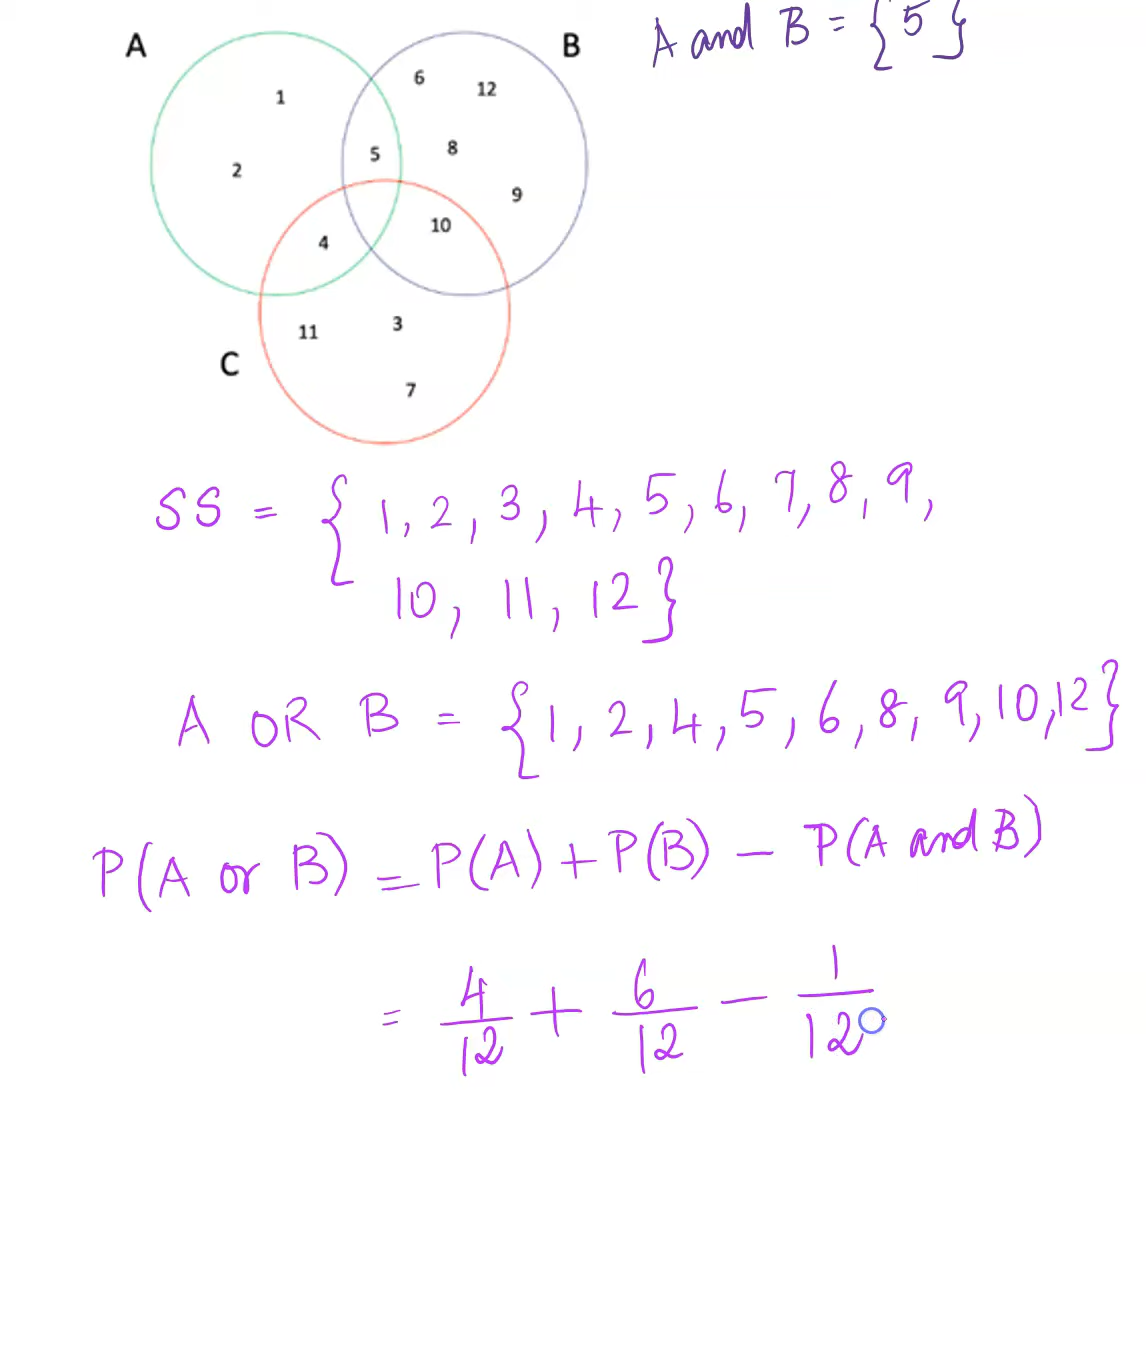 A and B = {5}
A
B
6
12
1
5
8
2
9
10
4
11
3
C
7
SS = {1, 2, 3, 4, 5, 6, 7, 8, 9,
10, 11, 12}
A OR B = {1, 2, 4, 5, 6, 8, 9, 10, 12}
P(A or B) = P(A) + P(B) - P(A and B)
= 4/12 + 6/12 - 1/12